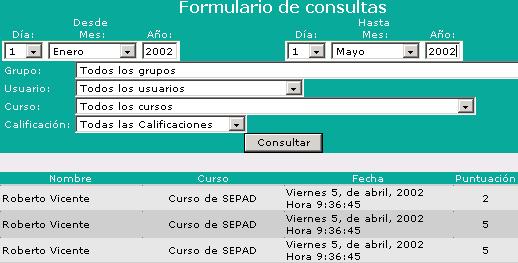 Formulario de consultas
Desde Hasta
Día: Mes: Año: Día: Mes: Año:
1 Enero 2002 1 Mayo 2002
Grupo: Todos los grupos
Usuario: Todos los usuarios
Curso: Todos los cursos
Calificación: Todas las Calificaciones
Consultar
Nombre Curso Fecha Puntuación
Roberto Vicente Curso de SEPAD Viernes 5, de abril, 2002 2
Hora 9:36:45
Roberto Vicente Curso de SEPAD Viernes 5, de abril, 2002 5
Hora 9:36:45
Roberto Vicente Curso de SEPAD Viernes 5, de abril, 2002 5
Hora 9:36:45